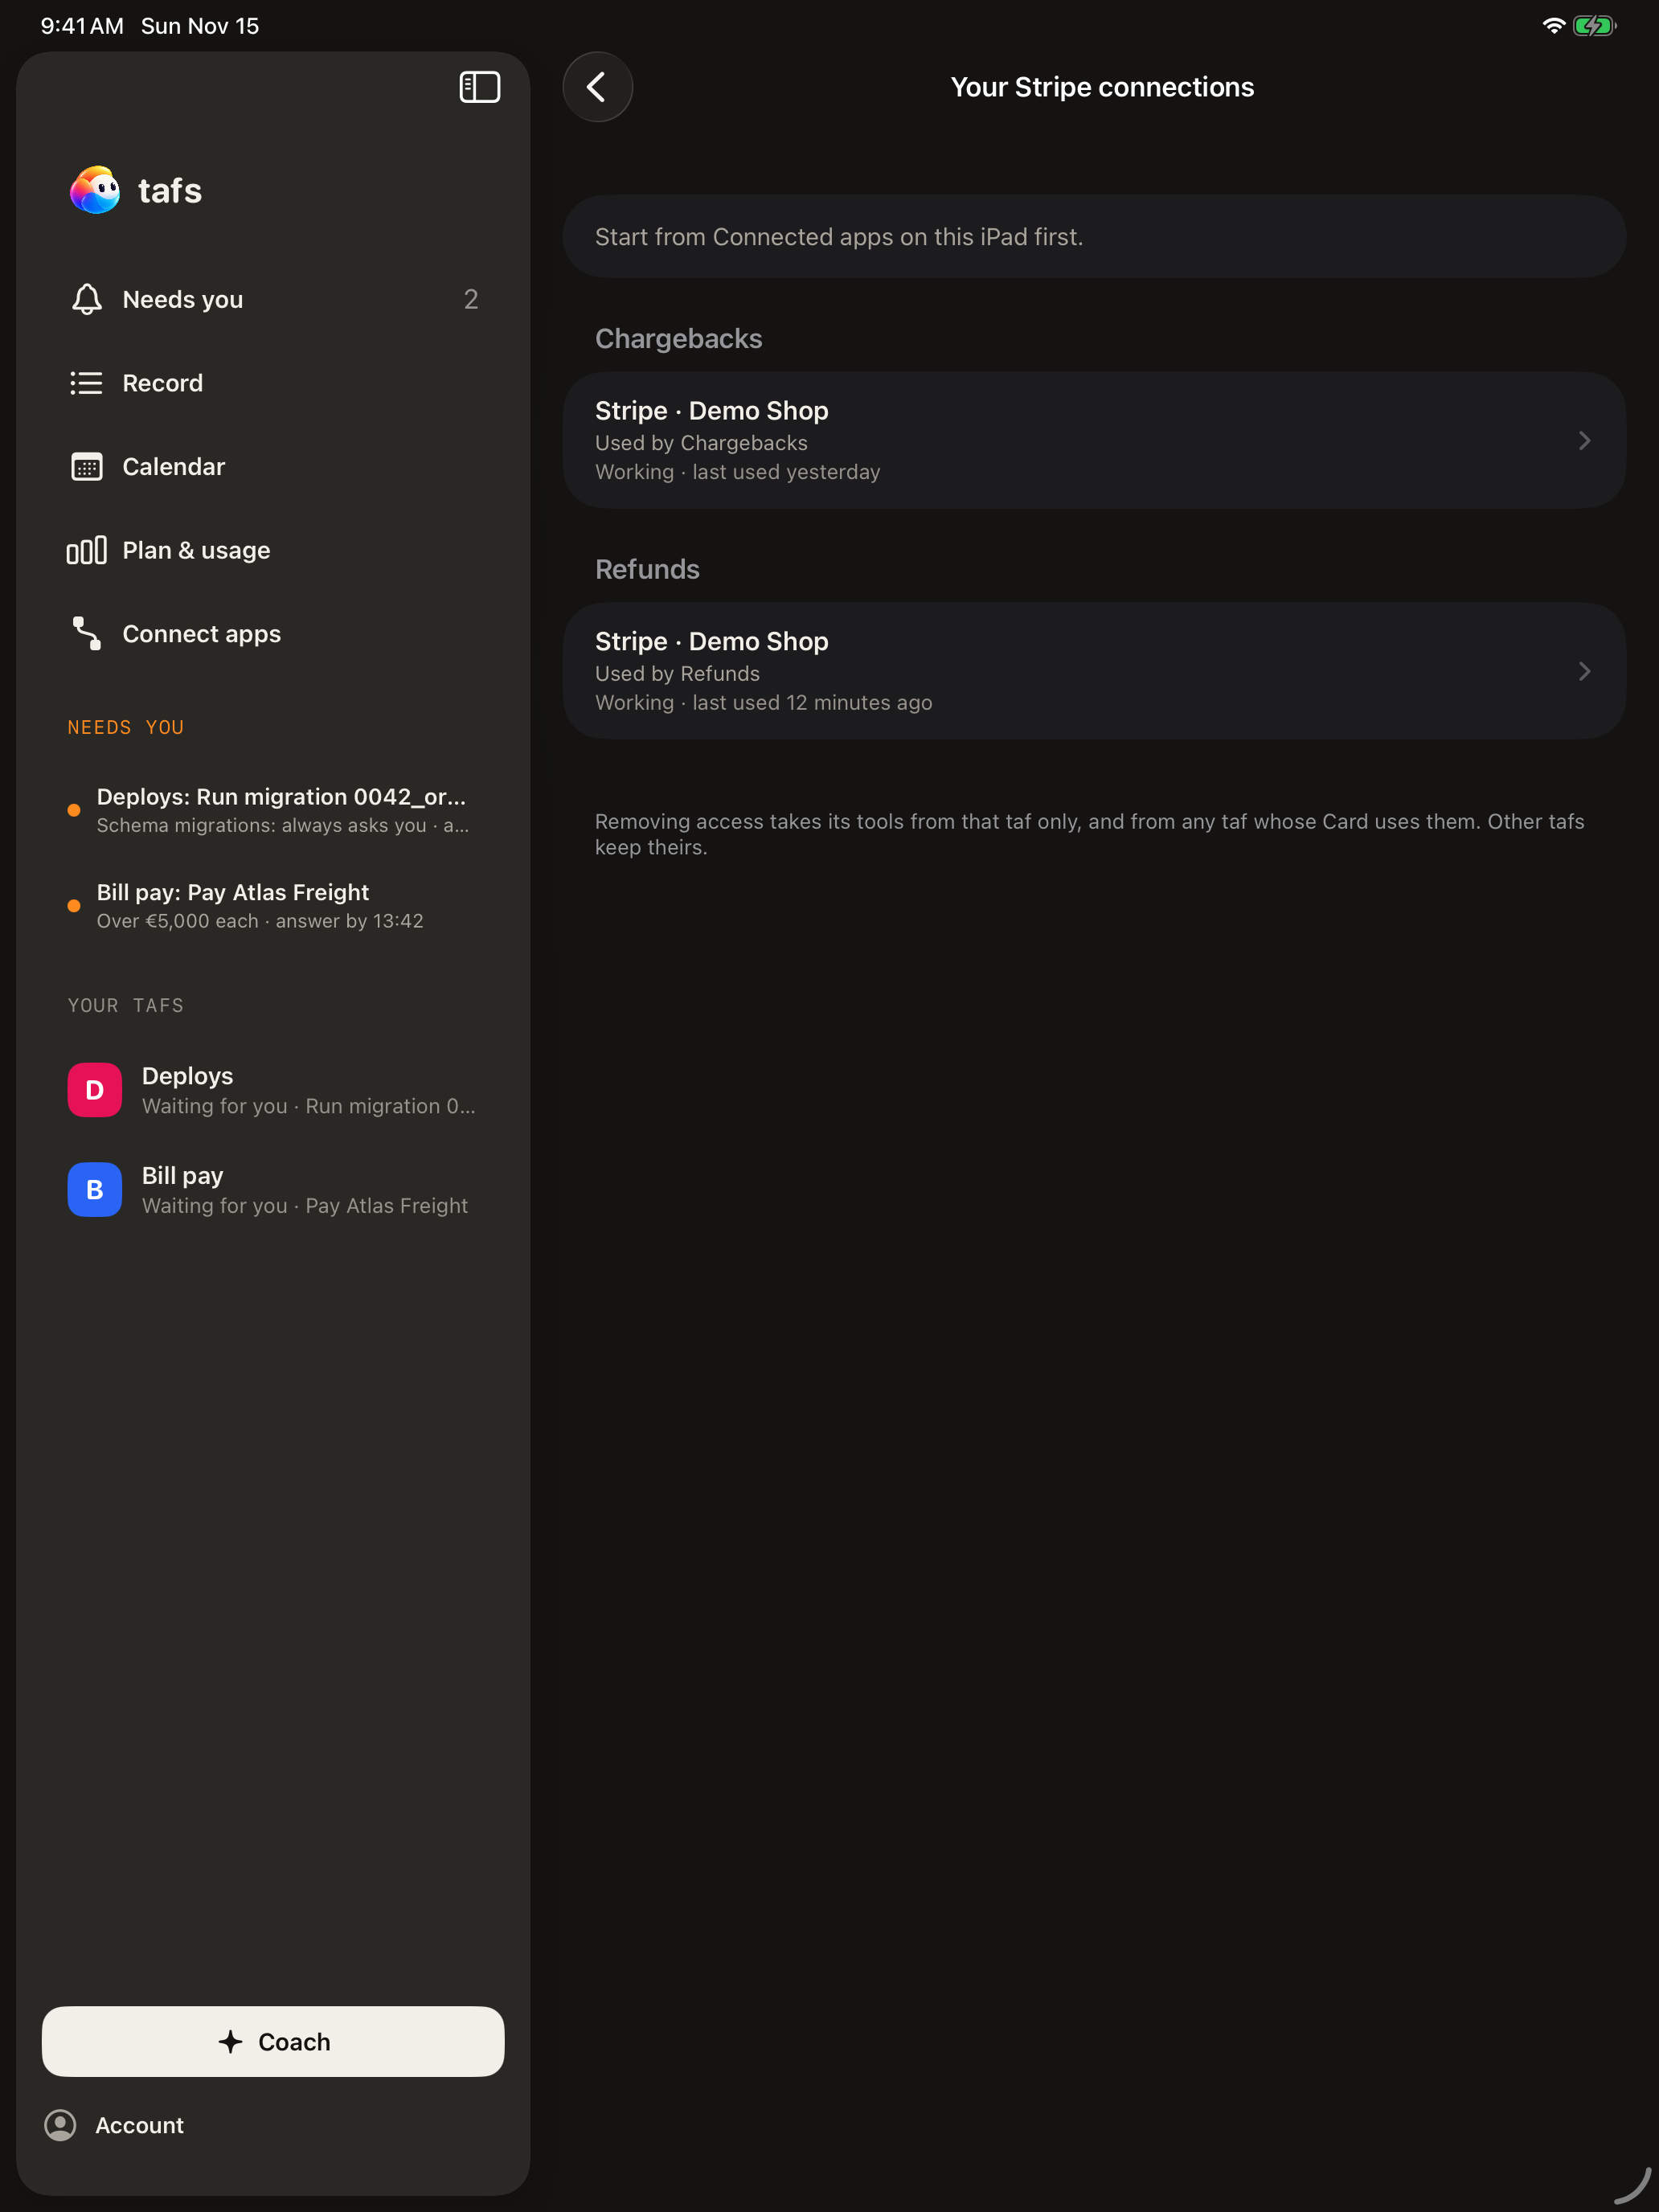 9:41 AM Sun Nov 15
tafs
Needs you 2
Record
Calendar
Plan & usage
Connect apps
NEEDS YOU
Deploys: Run migration 0042_or...
Schema migrations: always asks you · a...
Bill pay: Pay Atlas Freight
Over €5,000 each · answer by 13:42
YOUR TAFS
D
Deploys
Waiting for you · Run migration 0...
B
Bill pay
Waiting for you · Pay Atlas Freight
Coach
Account
Your Stripe connections
Start from Connected apps on this iPad first.
Chargebacks
Stripe · Demo Shop
Used by Chargebacks
Working · last used yesterday
Refunds
Stripe · Demo Shop
Used by Refunds
Working · last used 12 minutes ago
Removing access takes its tools from that taf only, and from any taf whose Card uses them. Other tafs
keep theirs.